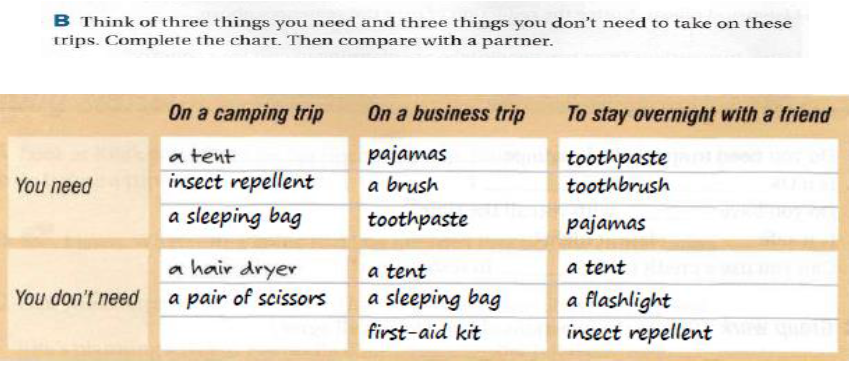 B Think of three things you need and three things you don't need to take on these
trips. Complete the chart. Then compare with a partner.
On a camping trip On a business trip To stay overnight with a friend
You need
a tent
insect repellent
a sleeping bag
pajamas
a brush
toothpaste
toothpaste
toothbrush
pajamas
You don't need
a hair dryer
a pair of scissors
a tent
a sleeping bag
first-aid kit
a tent
a flashlight
insect repellent